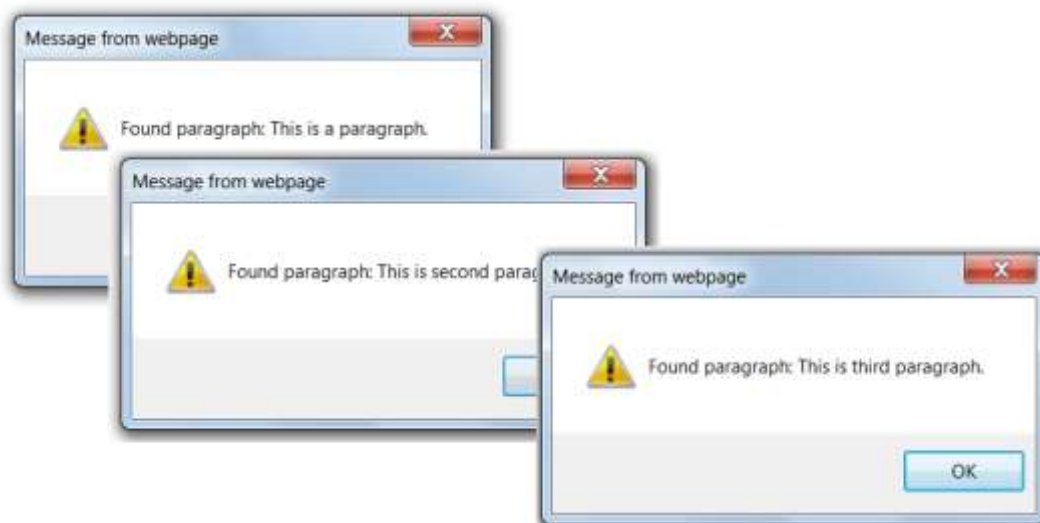 Message from webpage
Found paragraph: This is a paragraph.
Message from webpage
Found paragraph: This is second
Message from webpage
Found paragraph: This is third paragraph.
OK